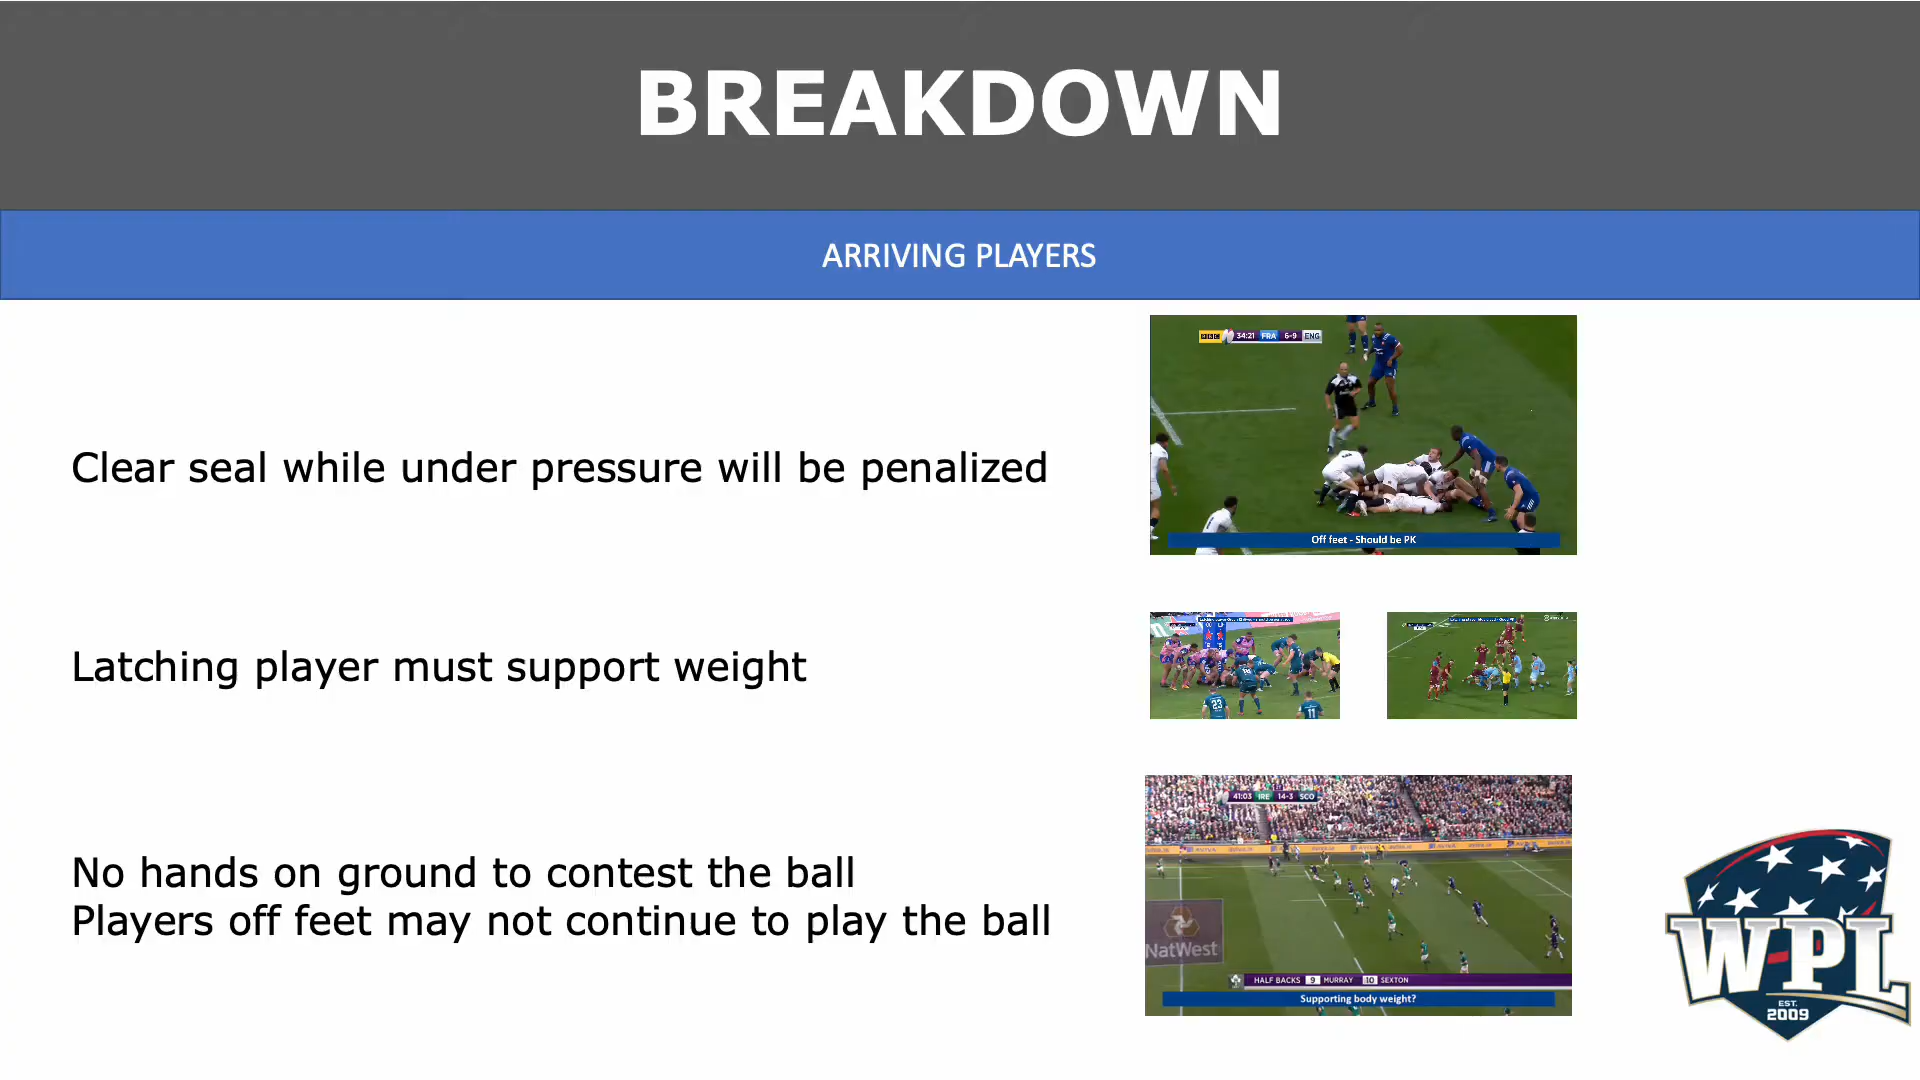 BREAKDOWN
ARRIVING PLAYERS
Clear seal while under pressure will be penalized
34:21 FRA 6-9 ENG
Off feet - Should be PK
Latching player must support weight
23
11
No hands on ground to contest the ball
Players off feet may not continue to play the ball
41:03 IRE 14-3 SCO
NatWest
HALF BACKS 9 MURRAY 10 SEXTON
Supporting body weight?
WPL
EST.
2009